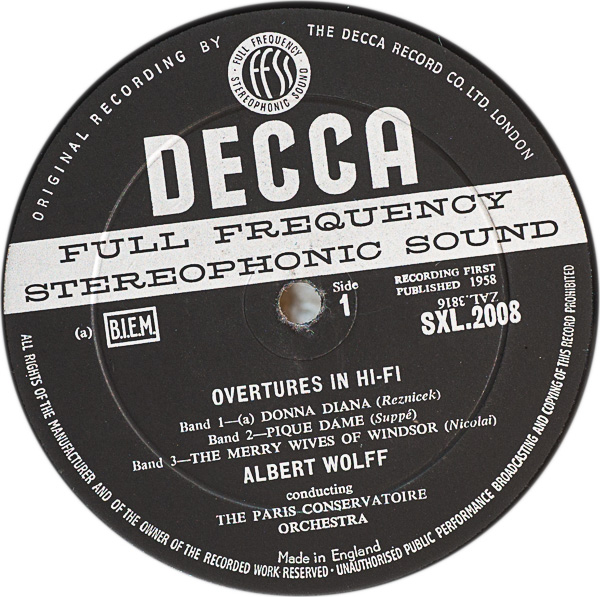 ORIGINAL RECORDING BY
THE DECCA RECORD CO. LTD. LONDON
FULL FREQUENCY
FFSS
STEREOPHONIC SOUND
DECCA
FULL FREQUENCY
STEREOPHONIC SOUND
Side
1
RECORDING FIRST
PUBLISHED 1958
ZAL.3816
SXL.2008
(a) B.I.E.M.
OVERTURES IN HI-FI
Band 1—(a) DONNA DIANA (Reznicek)
Band 2—PIQUE DAME (Suppé)
Band 3—THE MERRY WIVES OF WINDSOR (Nicolai)
ALBERT WOLFF
conducting
THE PARIS CONSERVATOIRE
ORCHESTRA
Made in England
ALL RIGHTS OF THE MANUFACTURER AND OF THE OWNER OF THE RECORDED WORK RESERVED · UNAUTHORISED PUBLIC PERFORMANCE BROADCASTING AND COPYING OF THIS RECORD PROHIBITED